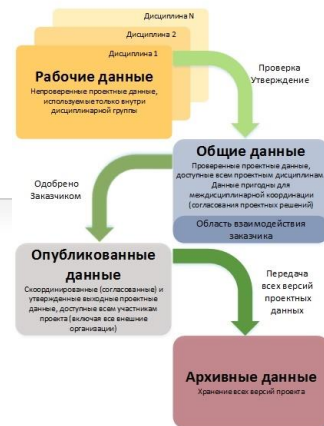 Дисциплина N
Дисциплина 2
Дисциплина 1
Рабочие данные
Непроверенные проектные данные,
используемые только внутри
дисциплинарной группы
Проверка
Утверждение
Общие данные
Проверенные проектные данные,
доступные всем проектным дисциплинам.
Данные пригодны для
междисциплинарной координации
(согласования проектных решений)
Область взаимодействия
заказчика
Одобрено
Заказчиком
Опубликованные
данные
Скоординированные (согласованные) и
утвержденные выходные проектные
данные, доступные всем участникам
проекта (включая все внешние
организации)
Передача
всех версий
проектных
данных
Архивные данные
Хранение всех версий проекта